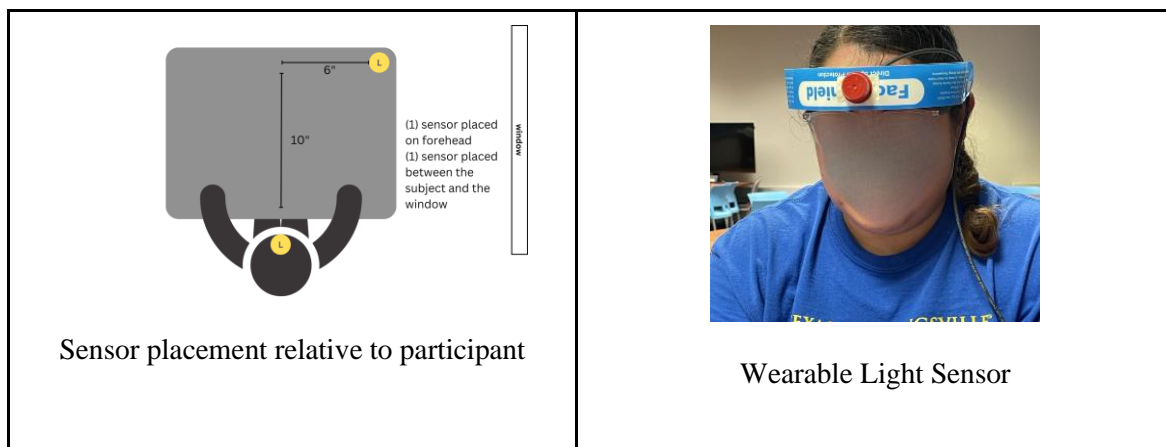 L
6"
10"
(1) sensor placed
on forehead
(1) sensor placed
between the
subject and the
window
window
L
Sensor placement relative to participant
Face Shield
Wearable Light Sensor